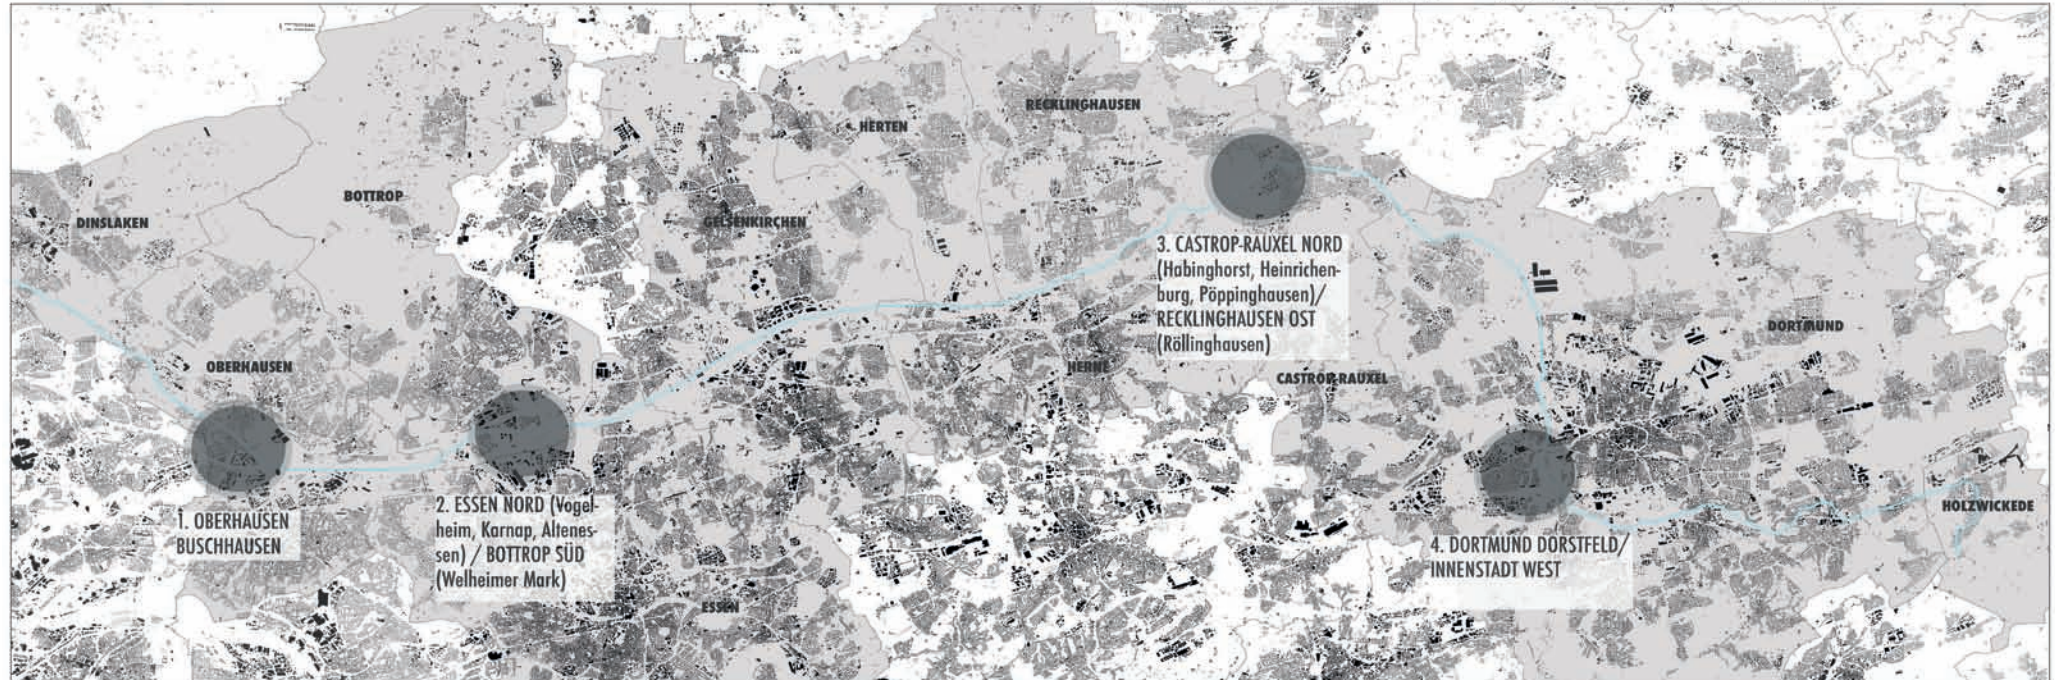 RECKLINGHAUSEN
HERTEN
BOTTROP
DINSLAKEN
GELSENKIRCHEN
3. CASTROP-RAUXEL NORD
(Habinghorst, Heinrichen-
burg, Pöppinghausen)/
RECKLINGHAUSEN OST
(Röllinghausen)
DORTMUND
OBERHAUSEN
HERNE
CASTROP-RAUXEL
1. OBERHAUSEN
BUSCHHAUSEN
2. ESSEN NORD (Vogel-
heim, Karnap, Altenes-
sen) / BOTTROP SÜD
(Welheimer Mark)
HOLZWICKEDE
4. DORTMUND DORSTFELD/
INNENSTADT WEST
ESSEN